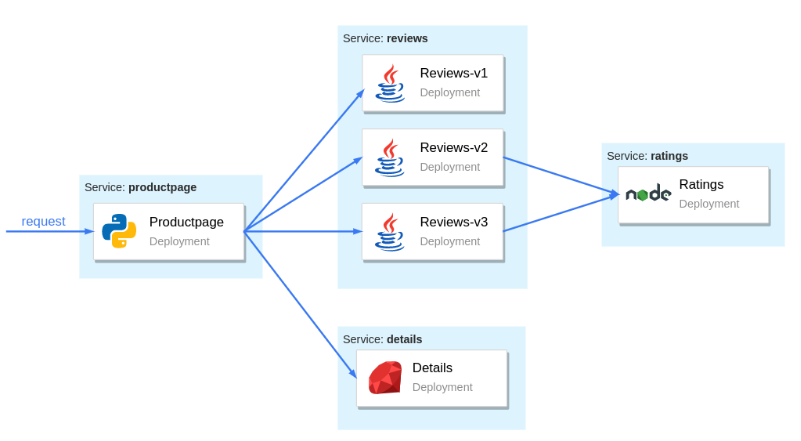 request
Service: productpage
Productpage
Deployment
Service: reviews
Reviews-v1
Deployment
Reviews-v2
Deployment
Reviews-v3
Deployment
Service: details
Details
Deployment
Service: ratings
node
Ratings
Deployment